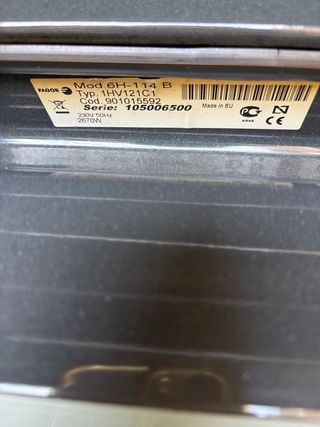 FAGOR
Mod.6H-114 B
Typ.1HV121C1
Cod.901015592
Serie: 105006500
230V 50Hz
2670W
Made in EU
CE